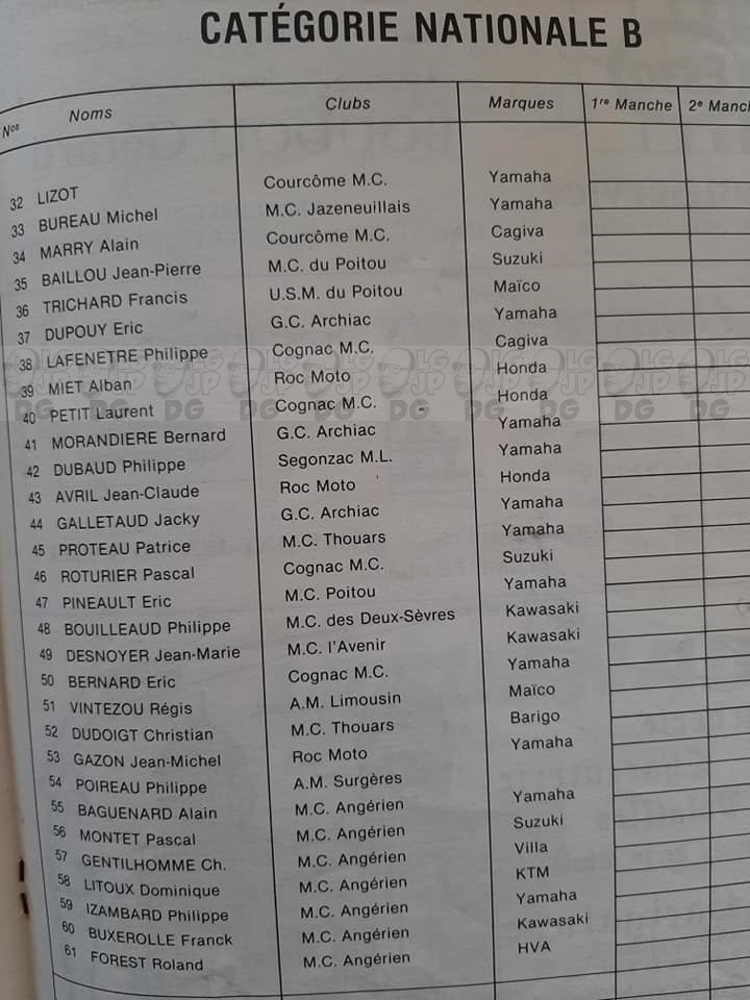 CATÉGORIE NATIONALE B
Nos Noms Clubs Marques 1re Manche 2e Manch
32 LIZOT Courcôme M.C. Yamaha
33 BUREAU Michel M.C. Jazeneuillais Yamaha
34 MARRY Alain Courcôme M.C. Cagiva
35 BAILLOU Jean-Pierre M.C. du Poitou Suzuki
36 TRICHARD Francis U.S.M. du Poitou Maïco
37 DUPOUY Eric G.C. Archiac Yamaha
38 LAFENETRE Philippe Cognac M.C. Cagiva
39 MIET Alban Roc Moto Honda
40 PETIT Laurent Cognac M.C. Honda
41 MORANDIERE Bernard G.C. Archiac Yamaha
42 DUBAUD Philippe Segonzac M.L. Yamaha
43 AVRIL Jean-Claude Roc Moto Honda
44 GALLETAUD Jacky G.C. Archiac Yamaha
45 PROTEAU Patrice M.C. Thouars Yamaha
46 ROTURIER Pascal Cognac M.C. Suzuki
47 PINEAULT Eric M.C. Poitou Yamaha
48 BOUILLEAUD Philippe M.C. des Deux-Sèvres Kawasaki
49 DESNOYER Jean-Marie M.C. l'Avenir Kawasaki
50 BERNARD Eric Cognac M.C. Yamaha
51 VINTEZOU Régis A.M. Limousin Maïco
52 DUDOIGT Christian M.C. Thouars Barigo
53 GAZON Jean-Michel Roc Moto Yamaha
54 POIREAU Philippe A.M. Surgères
55 BAGUENARD Alain M.C. Angérien Yamaha
56 MONTET Pascal M.C. Angérien Suzuki
57 GENTILHOMME Ch. M.C. Angérien Villa
58 LITOUX Dominique M.C. Angérien KTM
59 IZAMBARD Philippe M.C. Angérien Yamaha
60 BUXEROLLE Franck M.C. Angérien Kawasaki
61 FOREST Roland M.C. Angérien HVA